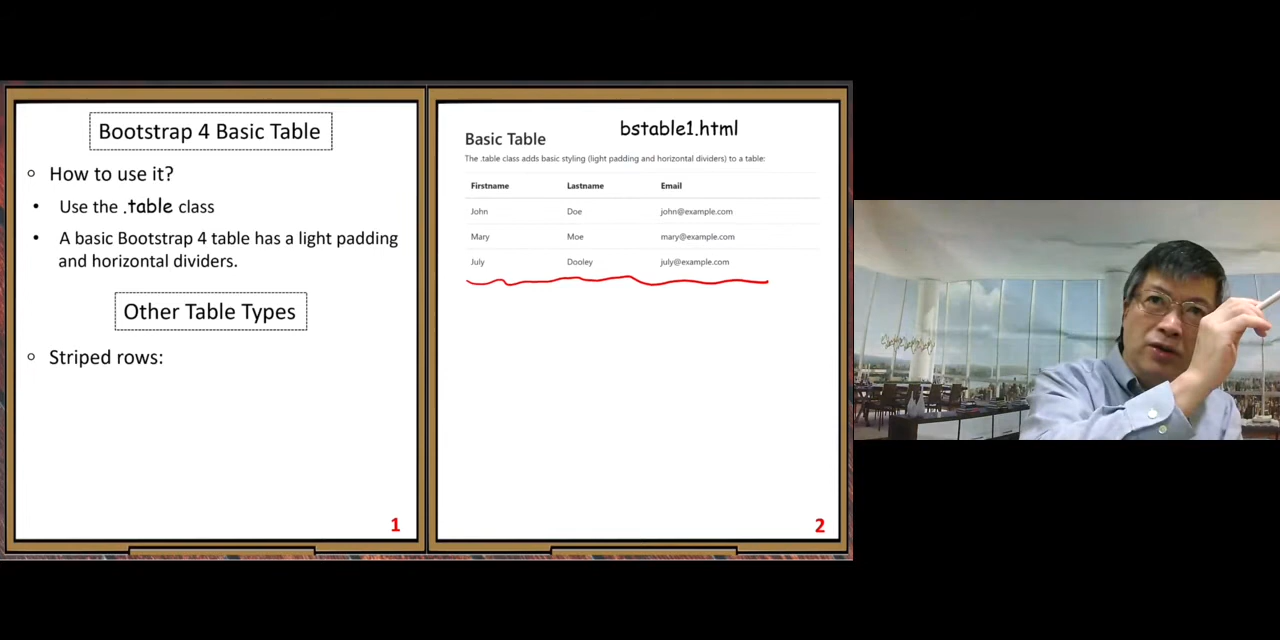 Bootstrap 4 Basic Table
How to use it?
Use the .table class
A basic Bootstrap 4 table has a light padding
and horizontal dividers.
Other Table Types
Striped rows:
1
bstable1.html
Basic Table
The .table class adds basic styling (light padding and horizontal dividers) to a table:
Firstname Lastname Email
John Doe john@example.com
Mary Moe mary@example.com
July Dooley july@example.com
2